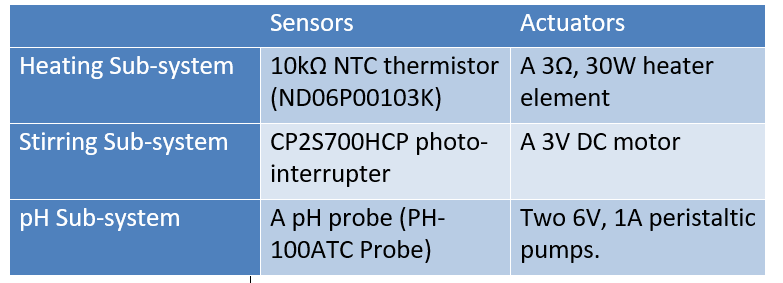 Sensors Actuators
Heating Sub-system 10kΩ NTC thermistor A 3Ω, 30W heater
(ND06P00103K) element
Stirring Sub-system CP2S700HCP photo- A 3V DC motor
interrupter
pH Sub-system A pH probe (PH- Two 6V, 1A peristaltic
100ATC Probe) pumps.